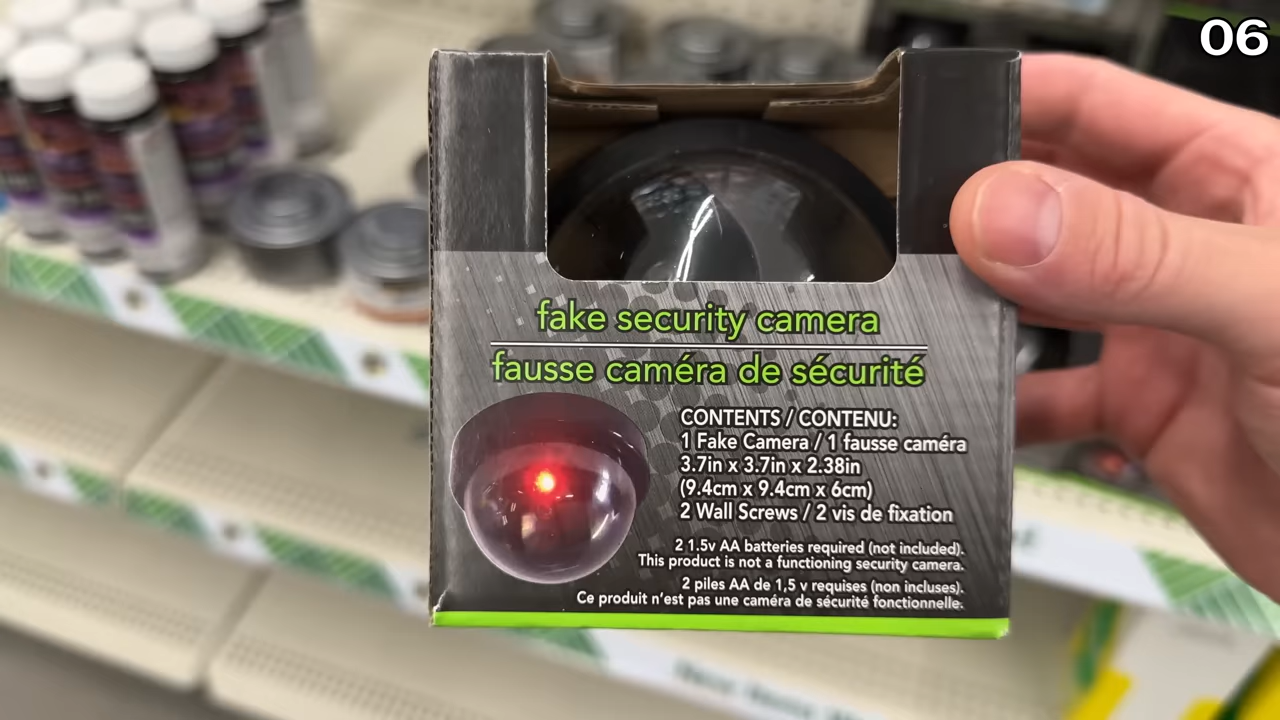 06
fake security camera
fausse caméra de sécurité
CONTENTS / CONTENU:
1 Fake Camera / 1 fausse caméra
3.7in x 3.7in x 2.38in
(9.4cm x 9.4cm x 6cm)
2 Wall Screws / 2 vis de fixation
2 1.5v AA batteries required (not included).
This product is not a functioning security camera.
2 piles AA de 1,5 v requises (non incluses).
Ce produit n'est pas une caméra de sécurité fonctionnelle.